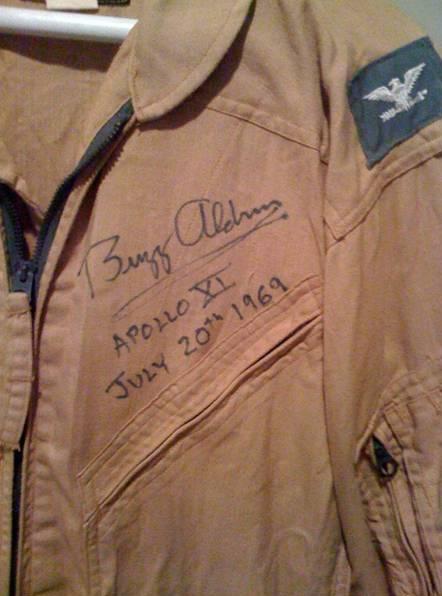 Buzz Aldrin
APOLLO XI
JULY 20th 1969